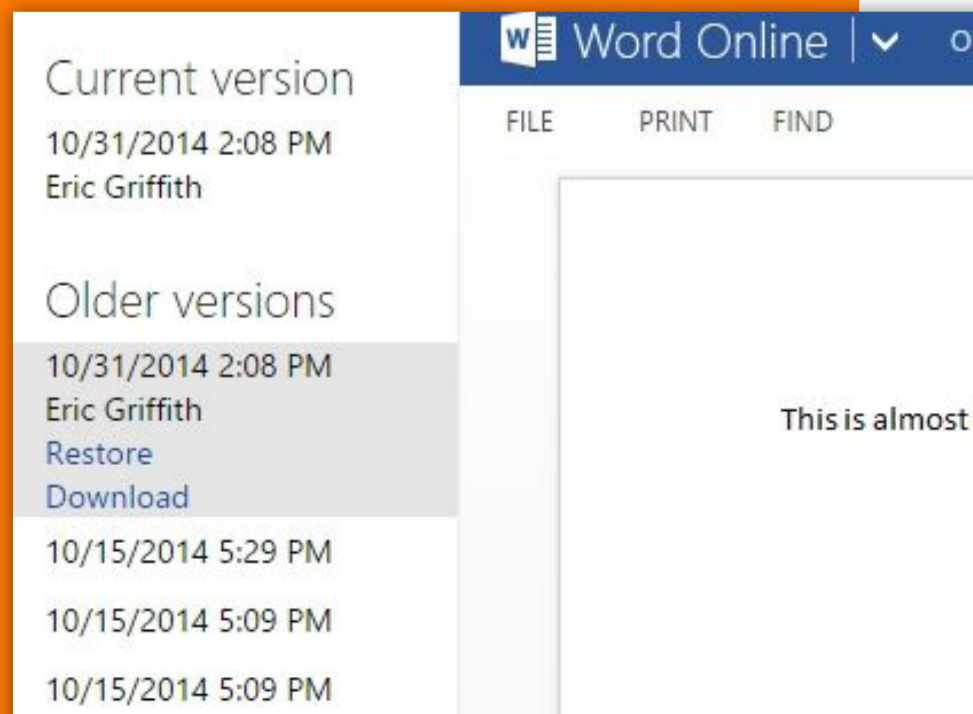 Current version
10/31/2014 2:08 PM
Eric Griffith
Older versions
10/31/2014 2:08 PM
Eric Griffith
Restore
Download
10/15/2014 5:29 PM
10/15/2014 5:09 PM
10/15/2014 5:09 PM
Word Online
FILE PRINT FIND
This is almost